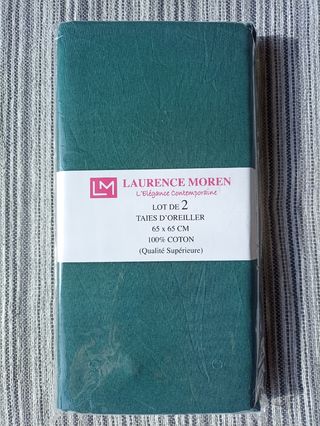 LM
LAURENCE MOREN
L'Elégance Contemporaine
LOT DE 2
TAIES D'OREILLER
65 x 65 CM
100% COTON
(Qualité Supérieure)